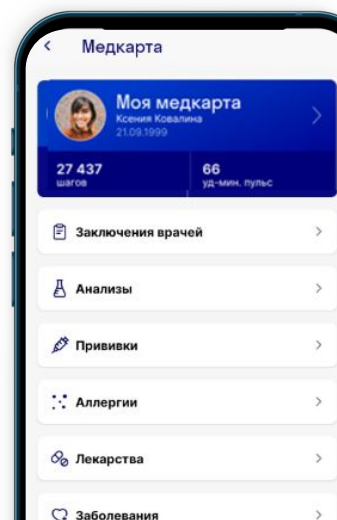 Медкарта
Моя медкарта
Ксения Ковалина
21.09.1999
27 437
шагов
66
уд-мин. пульс
Заключения врачей
Анализы
Прививки
Аллергии
Лекарства
Заболевания